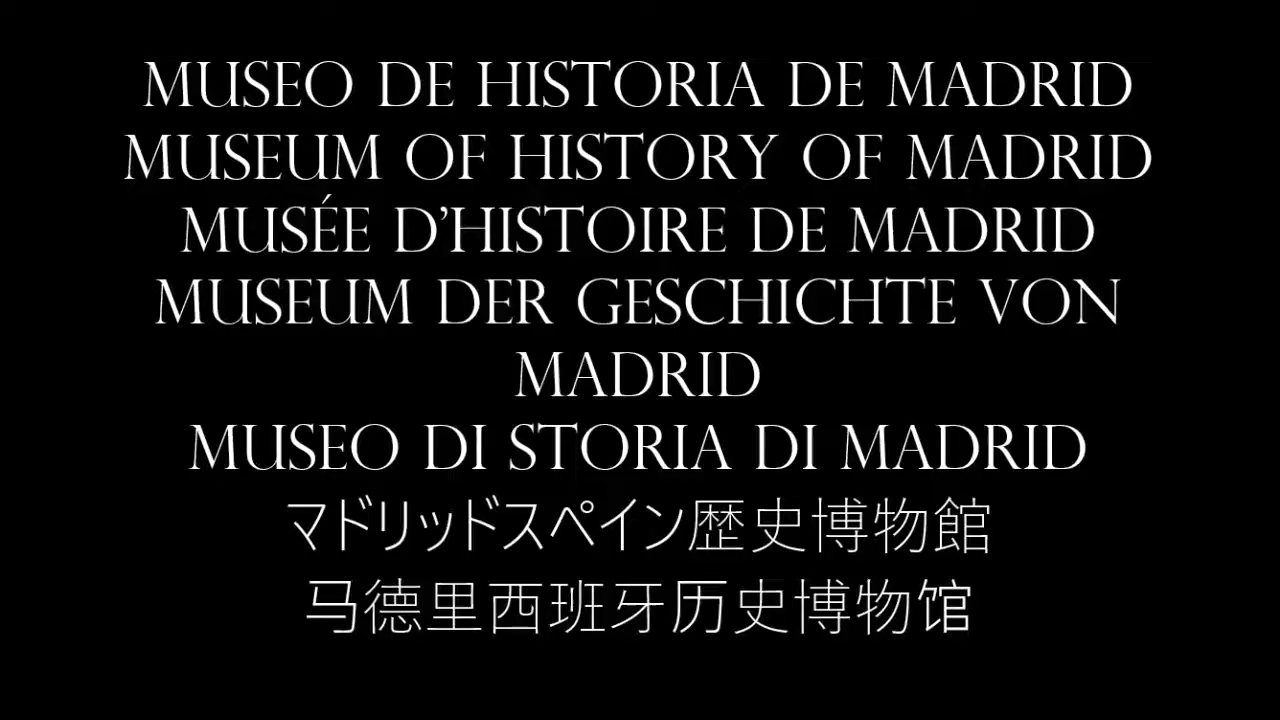 MUSEO DE HISTORIA DE MADRID
MUSEUM OF HISTORY OF MADRID
MUSÉE D’HISTOIRE DE MADRID
MUSEUM DER GESCHICHTE VON
MADRID
MUSEO DI STORIA DI MADRID
マドリッドスペイン歴史博物館
马德里西班牙历史博物馆